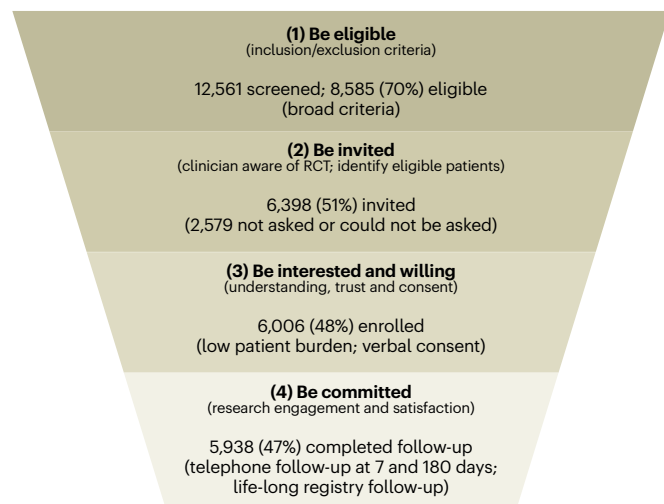 (1) Be eligible
(inclusion/exclusion criteria)
12,561 screened; 8,585 (70%) eligible
(broad criteria)
(2) Be invited
(clinician aware of RCT; identify eligible patients)
6,398 (51%) invited
(2,579 not asked or could not be asked)
(3) Be interested and willing
(understanding, trust and consent)
6,006 (48%) enrolled
(low patient burden; verbal consent)
(4) Be committed
(research engagement and satisfaction)
5,938 (47%) completed follow-up
(telephone follow-up at 7 and 180 days;
life-long registry follow-up)